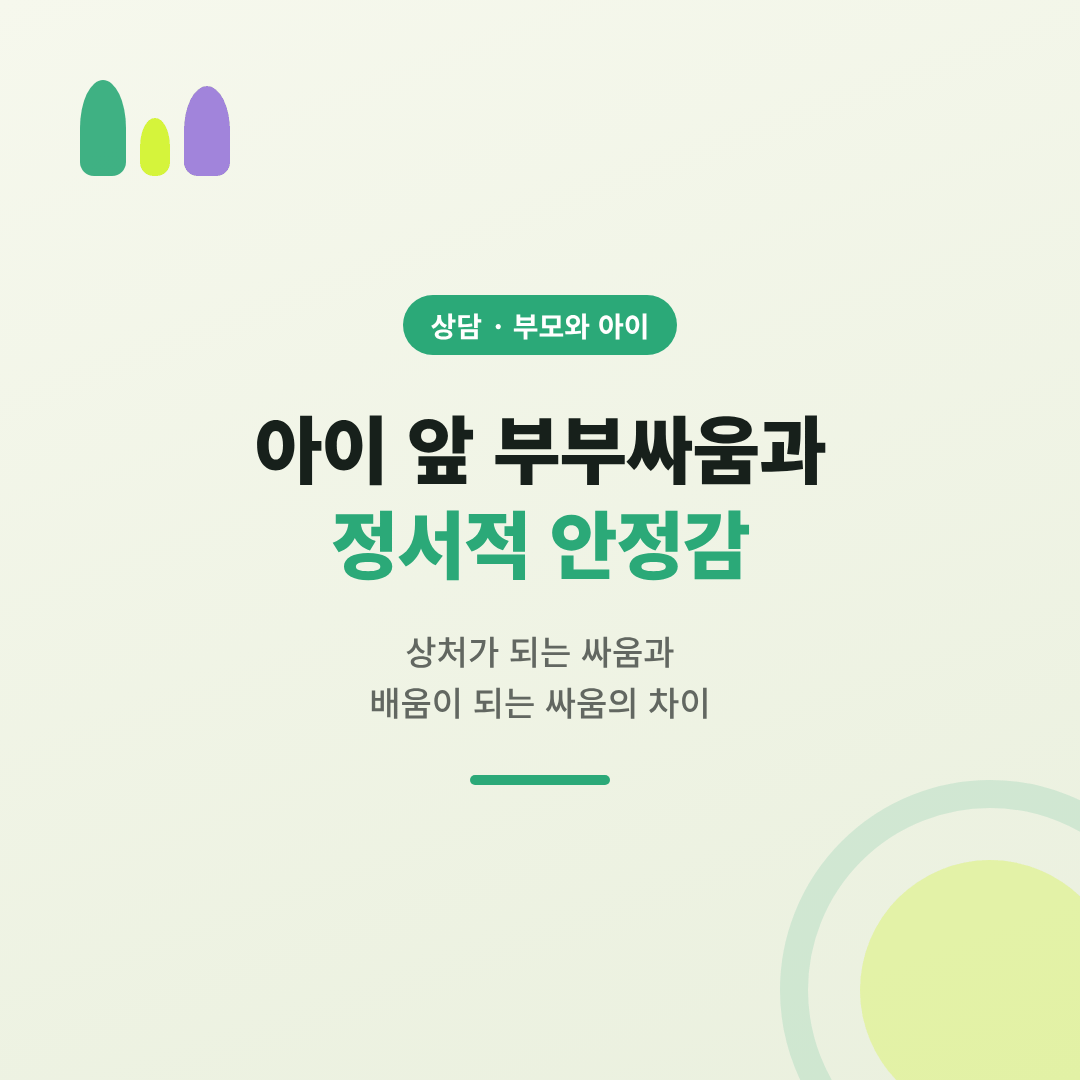 상담 · 부모와 아이
아이 앞 부부싸움과
정서적 안정감
상처가 되는 싸움과
배움이 되는 싸움의 차이